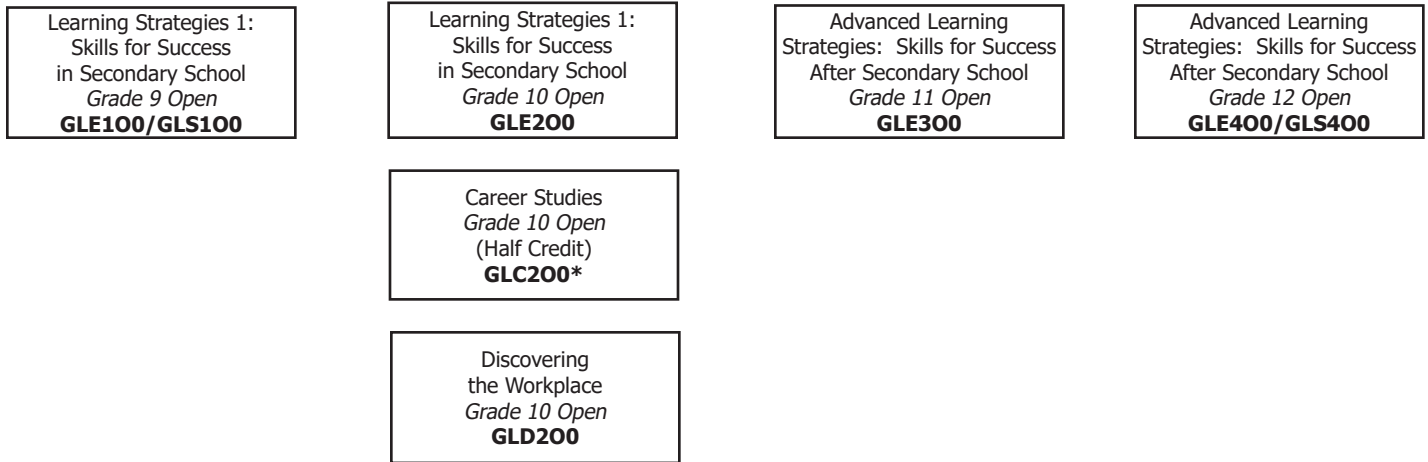 Learning Strategies 1:
Skills for Success
in Secondary School
Grade 9 Open
GLE1O0/GLS1O0
Learning Strategies 1:
Skills for Success
in Secondary School
Grade 10 Open
GLE2O0
Advanced Learning
Strategies:  Skills for Success
After Secondary School
Grade 11 Open
GLE3O0
Advanced Learning
Strategies:  Skills for Success
After Secondary School
Grade 12 Open
GLE4O0/GLS4O0
Career Studies
Grade 10 Open
(Half Credit)
GLC2O0*
Discovering
the Workplace
Grade 10 Open
GLD2O0